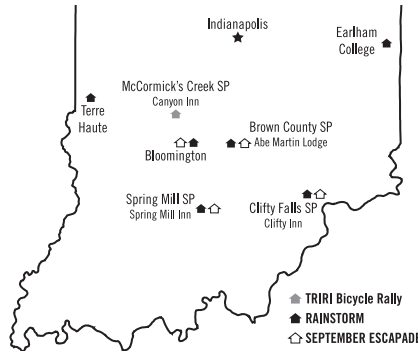 Indianapolis
Earlham
College
McCormick's Creek SP
Canyon Inn
Terre
Haute
Brown County SP
Abe Martin Lodge
Bloomington
Spring Mill SP
Spring Mill Inn
Clifty Falls SP
Clifty Inn
TRIRI Bicycle Rally
RAINSTORM
SEPTEMBER ESCAPAD